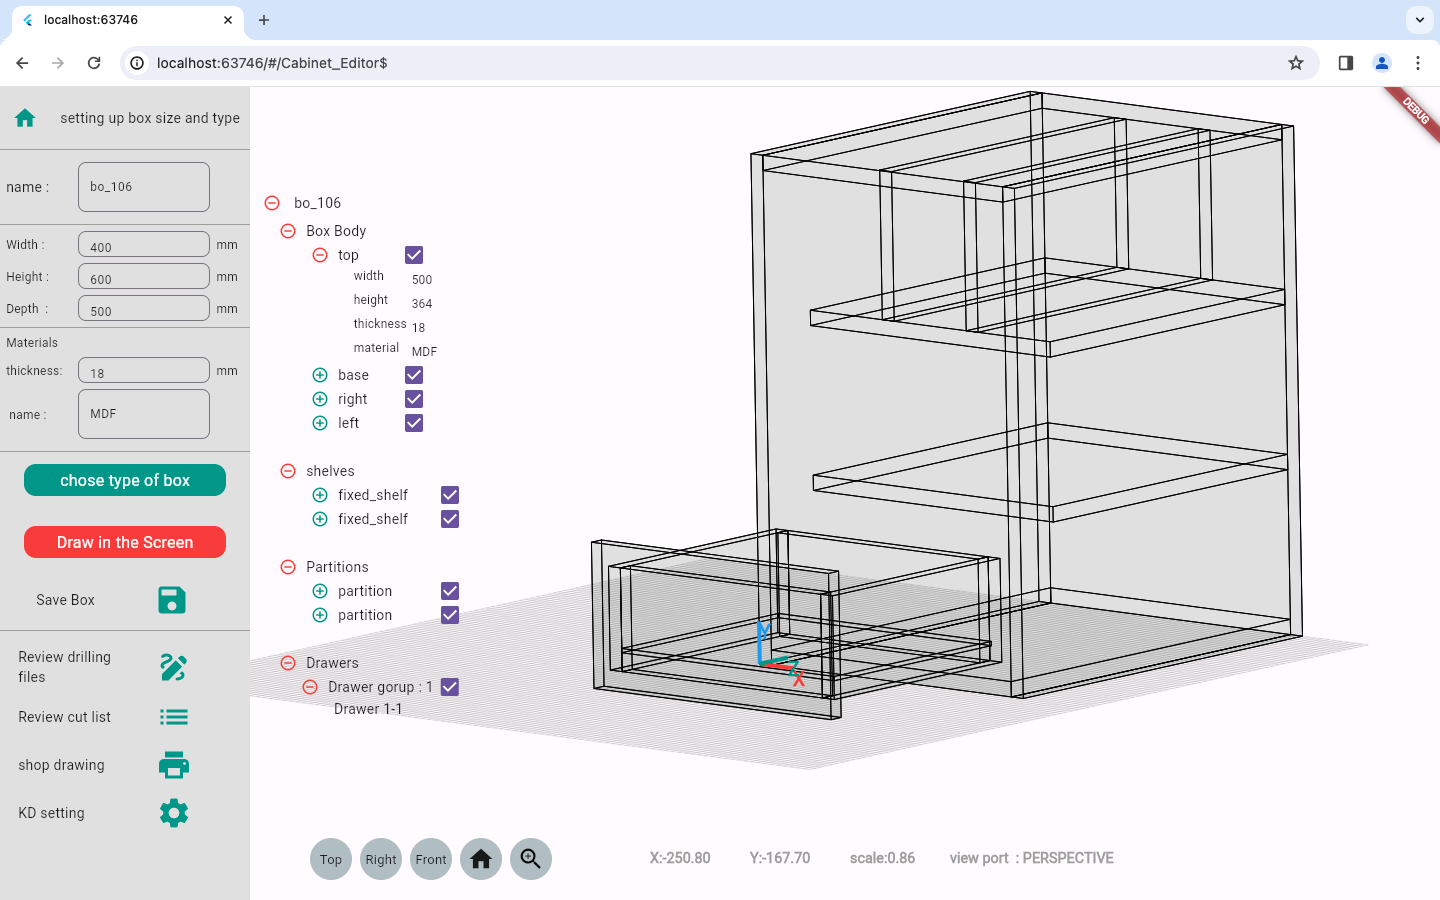 localhost:63746
localhost:63746/#/Cabinet_Editor$
DEBUG
setting up box size and type
name :
bo_106
Width :
400
mm
Height :
600
mm
Depth :
500
mm
Materials
thickness:
18
mm
name :
MDF
chose type of box
Draw in the Screen
Save Box
Review drilling
files
Review cut list
shop drawing
KD setting
bo_106
Box Body
top
width
500
height
364
thickness
18
material
MDF
base
right
left
shelves
fixed_shelf
fixed_shelf
Partitions
partition
partition
Drawers
Drawer gorup : 1
Drawer 1-1
Y
Z
X
Top
Right
Front
X:-250.80
Y:-167.70
scale:0.86
view port : PERSPECTIVE